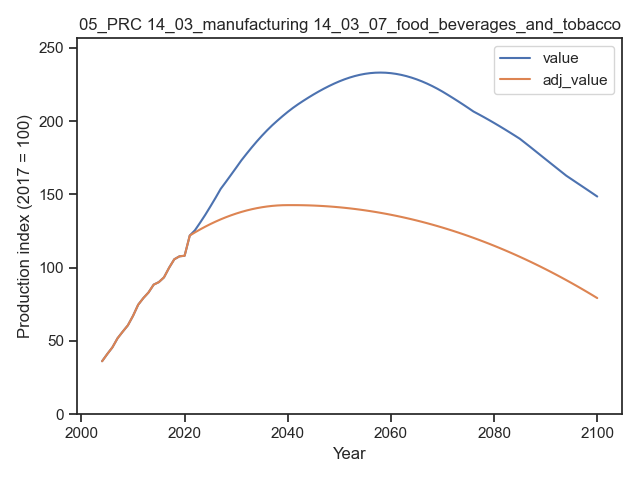 05_PRC 14_03_manufacturing 14_03_07_food_beverages_and_tobacco
value
adj_value
Production index (2017 = 100)
250
200
150
100
50
0
2000 2020 2040 2060 2080 2100
Year